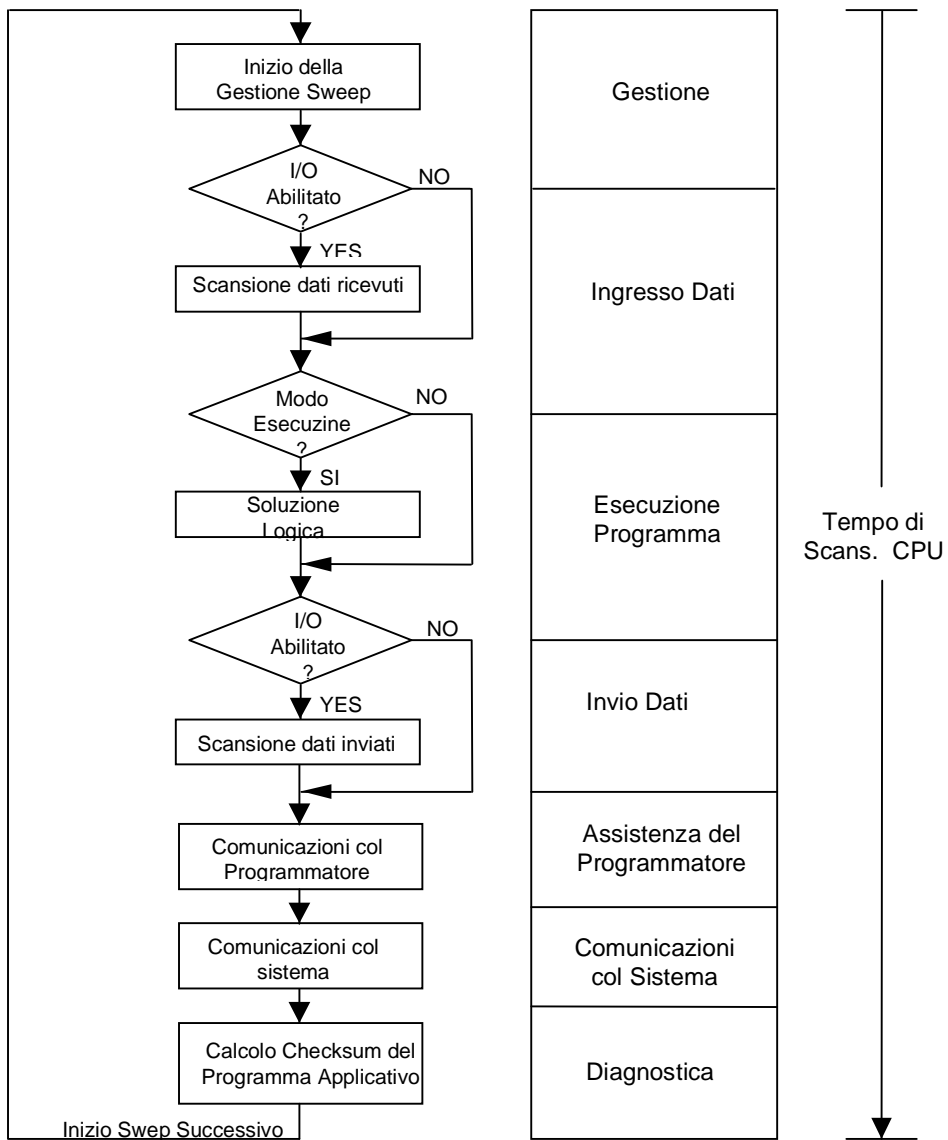 Inizio della
Gestione Sweep
I/O
Abilitato
?
NO
YES
Scansione dati ricevuti
Modo
Esecuzine
?
NO
SI
Soluzione
Logica
I/O
Abilitato
?
NO
YES
Scansione dati inviati
Comunicazioni col
Programmatore
Comunicazioni col
sistema
Calcolo Checksum del
Programma Applicativo
Inizio Swep Successivo
Gestione
Ingresso Dati
Esecuzione
Programma
Invio Dati
Assistenza del
Programmatore
Comunicazioni
col Sistema
Diagnostica
Tempo di
Scans. CPU